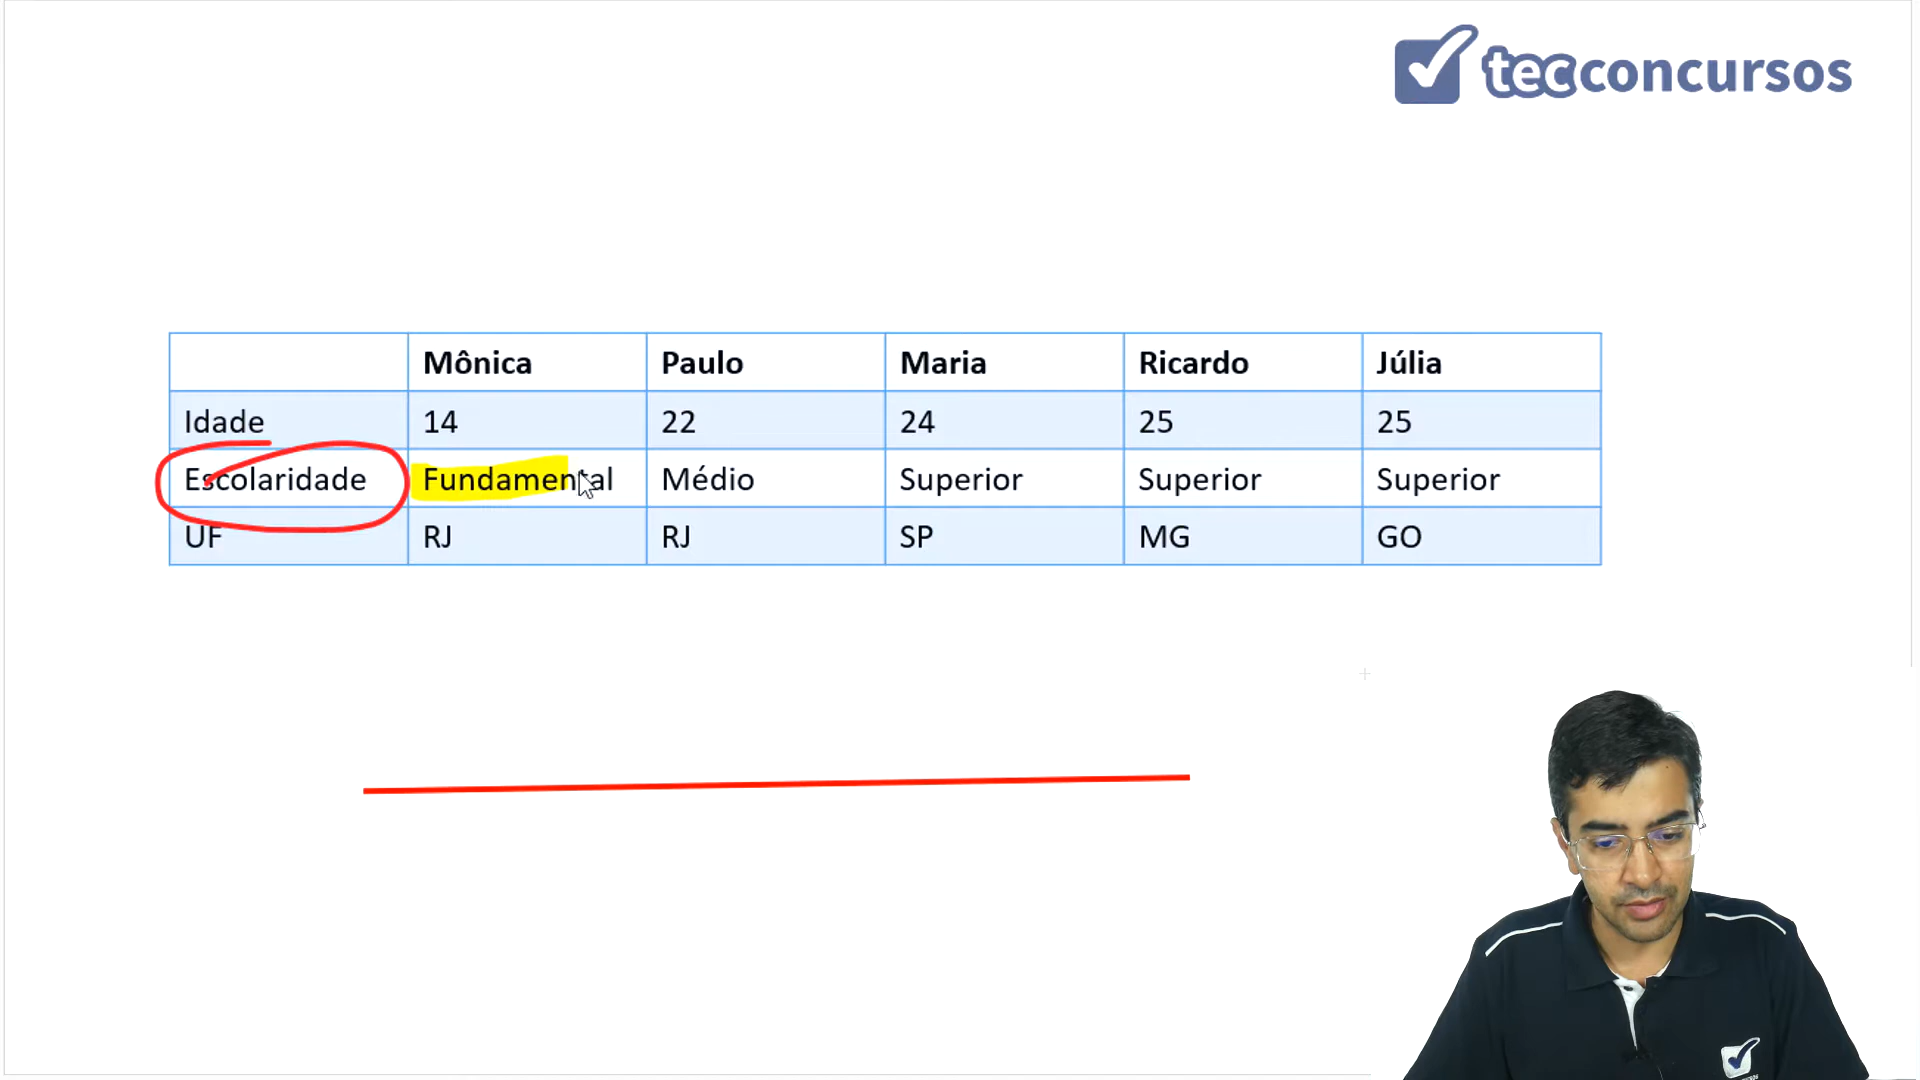 tecconcursos
Mônica Paulo Maria Ricardo Júlia
Idade 14 22 24 25 25
Escolaridade Fundamental Médio Superior Superior Superior
UF RJ RJ SP MG GO